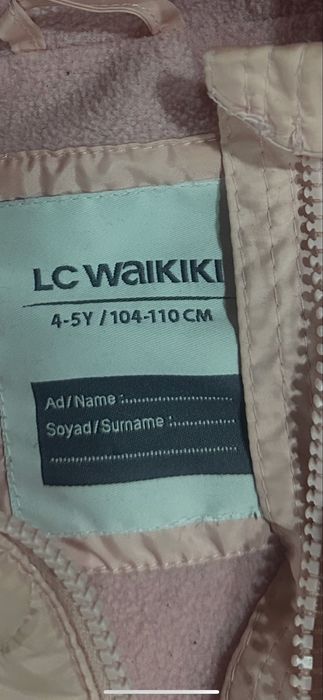 LC WAIKIKI
4-5Y / 104-110 CM
Ad/Name :....................
Soyad/Surname :............
........................................